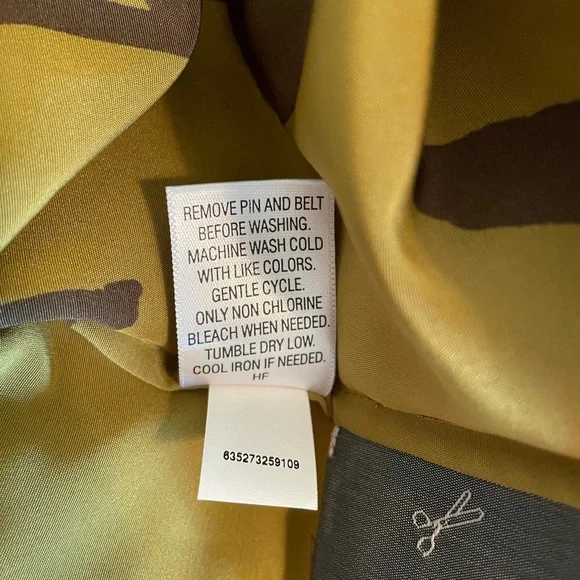 REMOVE PIN AND BELT
BEFORE WASHING.
MACHINE WASH COLD
WITH LIKE COLORS.
GENTLE CYCLE.
ONLY NON CHLORINE
BLEACH WHEN NEEDED.
TUMBLE DRY LOW.
COOL IRON IF NEEDED.
HF
635273259109